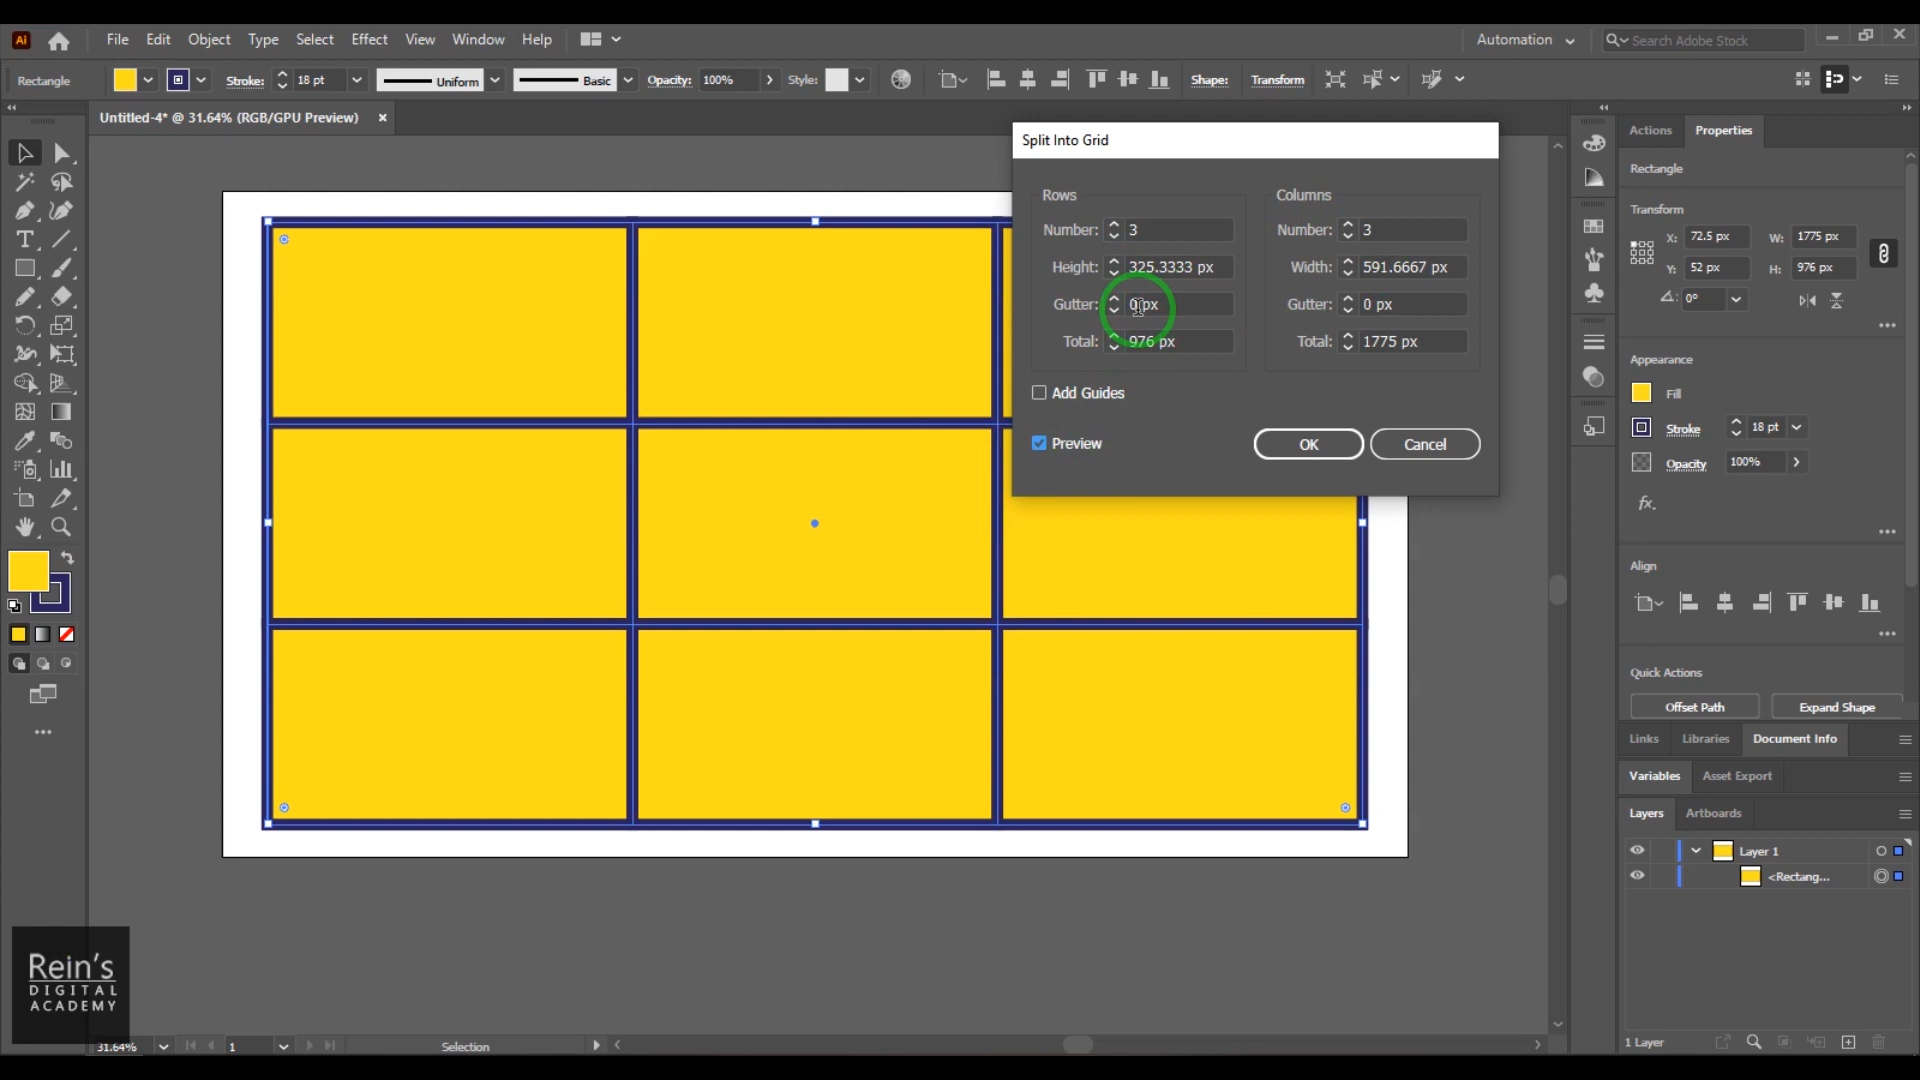 Ai File Edit Object Type Select Effect View Window Help Automation Search Adobe Stock
Rectangle Stroke: 18 pt Uniform Basic Opacity: 100% Style: Shape: Transform
Untitled-4* @ 31.64% (RGB/GPU Preview) ×
Split Into Grid
Rows Columns
Number: 3 Number: 3
Height: 325.3333 px Width: 591.6667 px
Gutter: 0 px Gutter: 0 px
Total: 976 px Total: 1775 px
Add Guides
Preview OK Cancel
Actions Properties
Rectangle
Transform
X: 72.5 px W: 1775 px
Y: 52 px H: 976 px
0°
Appearance
Fill
Stroke 18 pt
Opacity 100%
fx.
Align
Quick Actions
Offset Path Expand Shape
Links Libraries Document Info
Variables Asset Export
Layers Artboards
Layer 1
<Rectang...
1 Layer
Rein's
DIGITAL
ACADEMY
31.64% 1 Selection